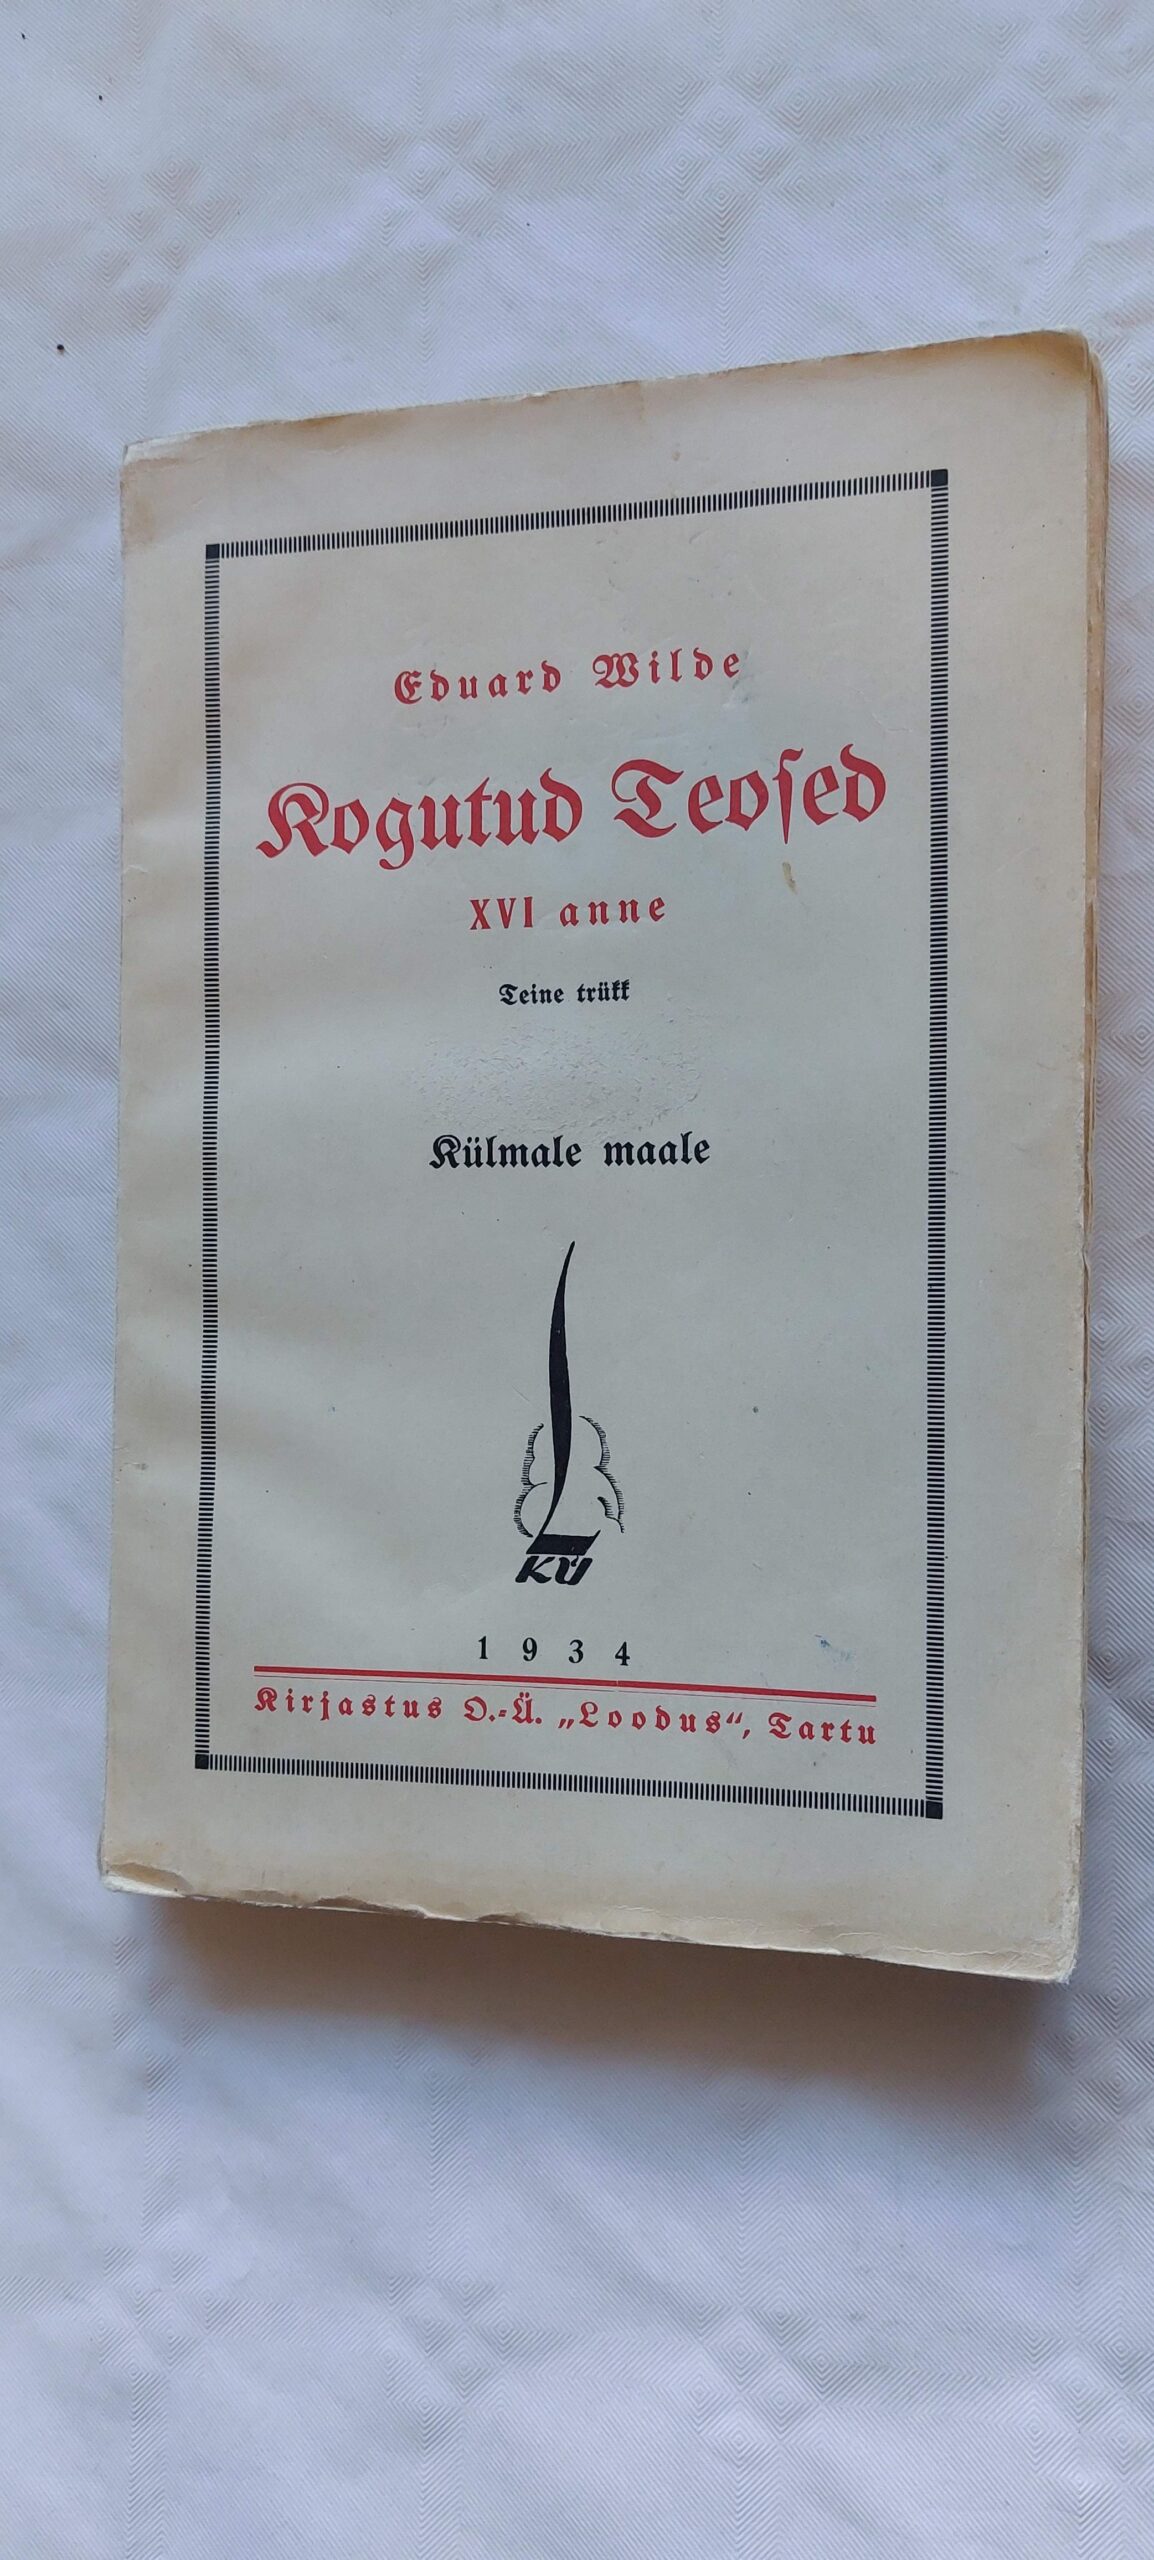 Eduard Wilde
Kogutud Teosed
XVI anne
Teine trükk
Külmale maale
KÜ
1934
Kirjastus O.-Ü. „Loodus“, Tartu